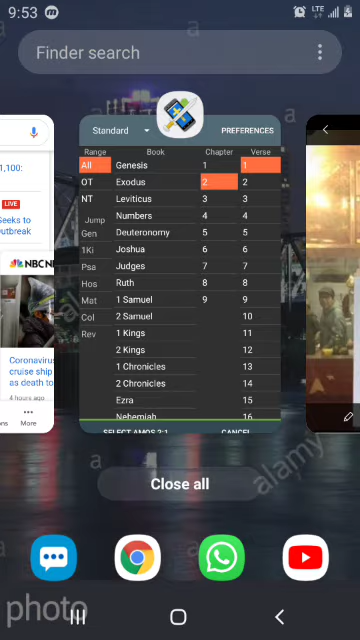 9:53 LTE
Finder search
Standard PREFERENCES
Range Book Chapter Verse
All Genesis 1 1
OT Exodus 2 2
NT Leviticus 3 3
Jump Numbers 4 4
Gen Deuteronomy 5 5
1Ki Joshua 6 6
Psa Judges 7 7
Hos Ruth 8 8
Mat 1 Samuel 9 9
Col 2 Samuel 10
Rev 1 Kings 11
2 Kings 12
1 Chronicles 13
2 Chronicles 14
Ezra 15
Nehemiah 16
SELECT AMOS 2:1 CANCEL
1,100:
LIVE
Seeks to
utbreak
NBC NE
Coronavirus
cruise ship
as death to
4 hours ago
ons More
Close all
a
a
a
alamy
photo